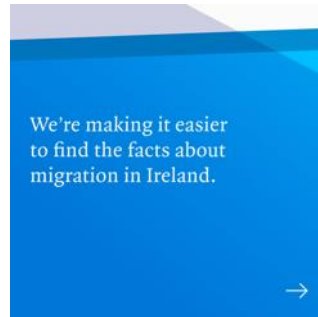 We’re making it easier
to find the facts about
migration in Ireland.